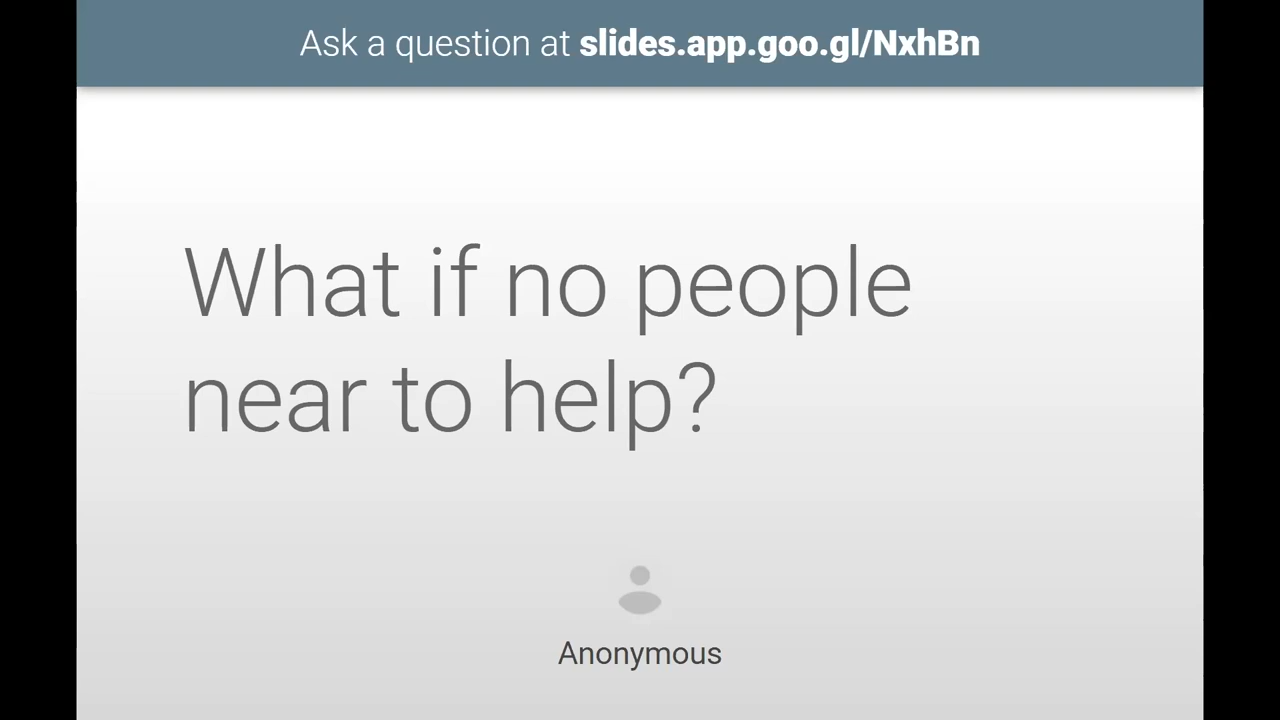 Ask a question at slides.app.goo.gl/NxhBn
What if no people
near to help?
Anonymous